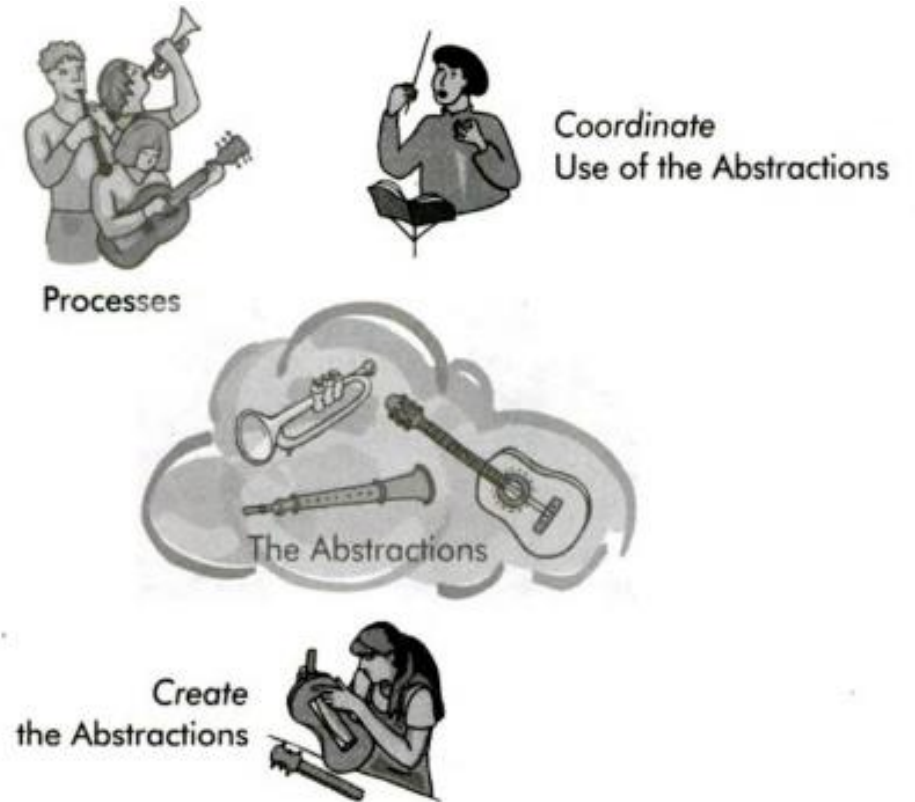 Coordinate
Use of the Abstractions
Processes
The Abstractions
Create
the Abstractions